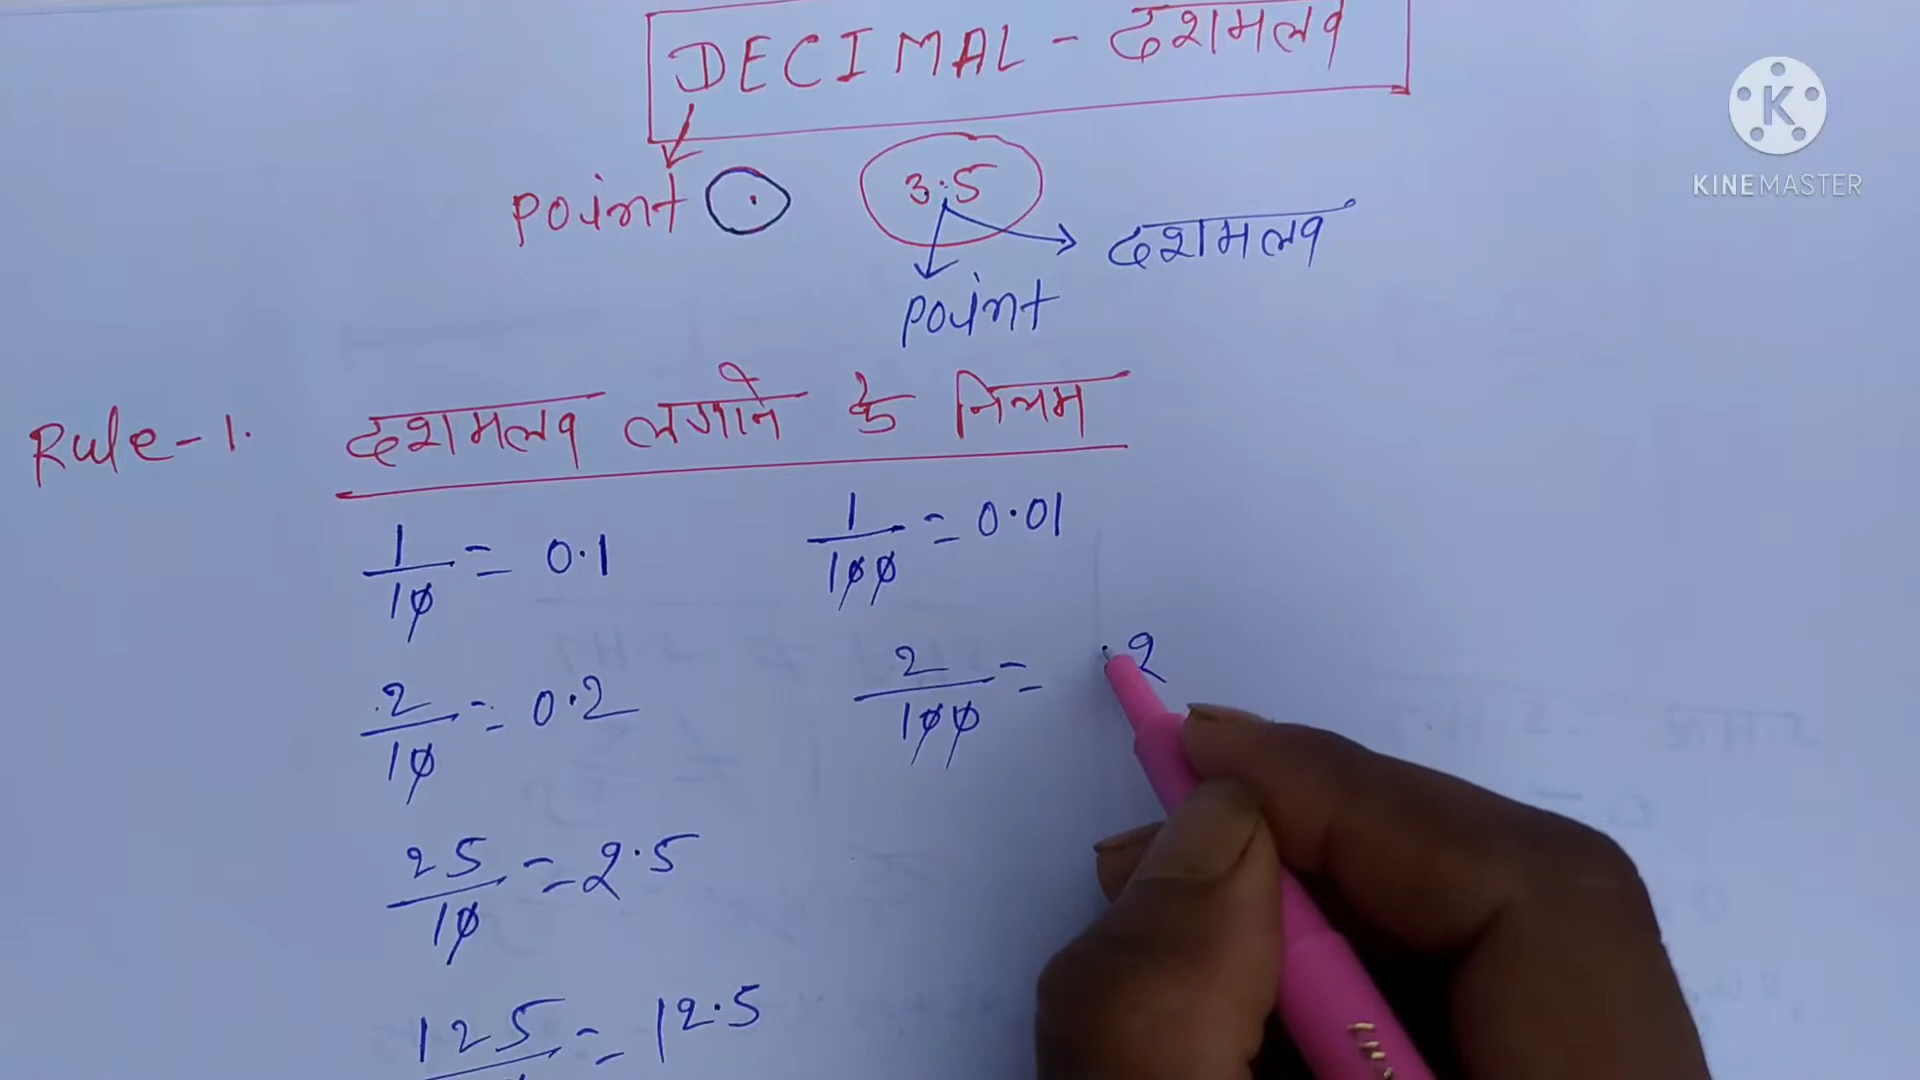 DECIMAL - दशमलव
KINEMASTER
point . 3.5
दशमलव
point
Rule-1. दशमलव लगाने के नियम
1/10 = 0.1
1/100 = 0.01
2/10 = 0.2
2/100 = 2
25/10 = 2.5
125 = 12.5